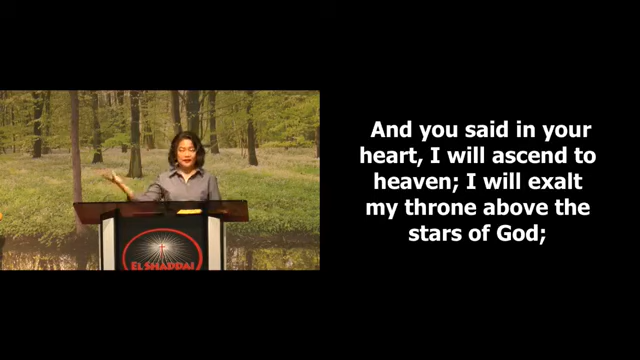 And you said in your
heart, I will ascend to
heaven; I will exalt
my throne above the
stars of God;
EL SHADDAI